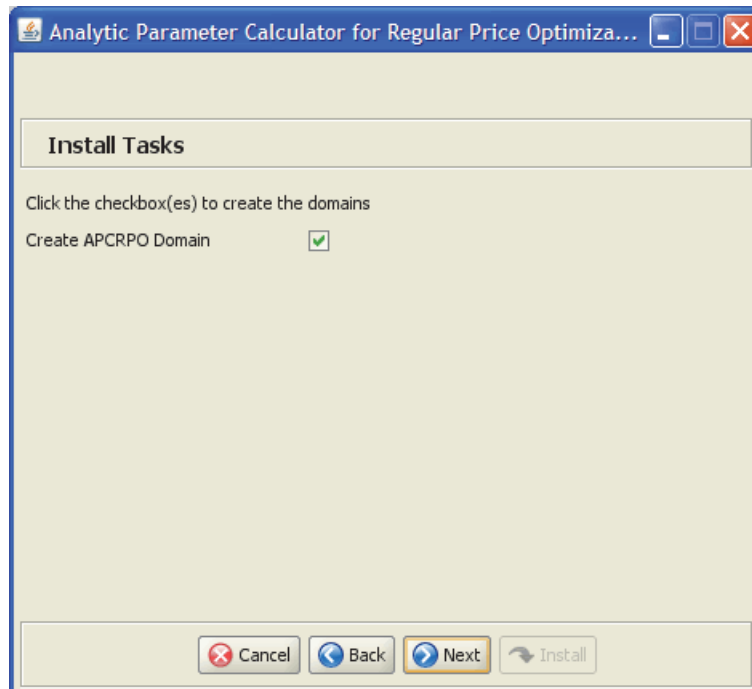 Analytic Parameter Calculator for Regular Price Optimiza...
Install Tasks
Click the checkbox(es) to create the domains
Create APCRPO Domain
Cancel Back Next Install